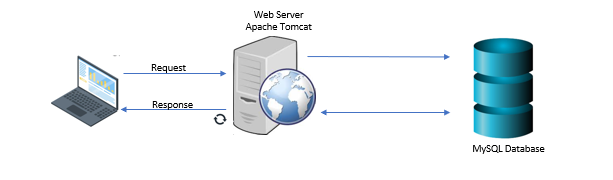 Web Server
Apache Tomcat
Request
Response
MySQL Database